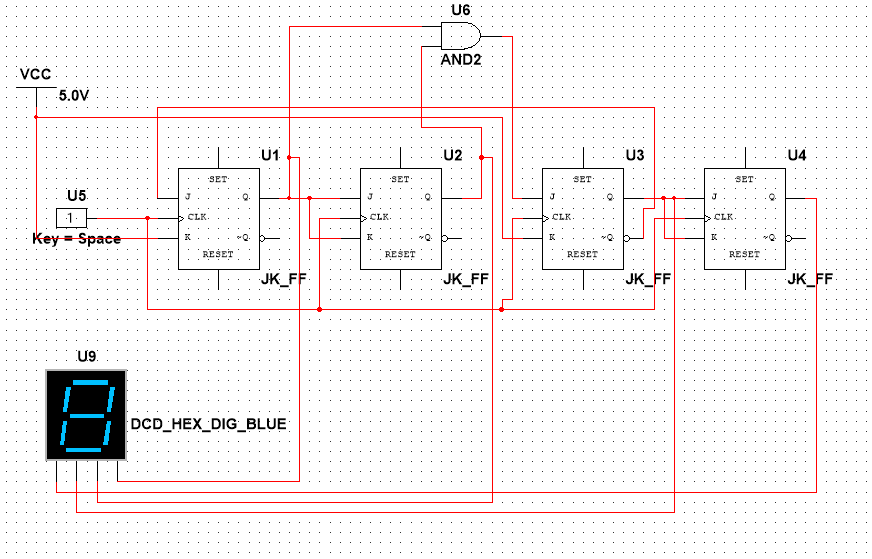 U6
AND2
VCC
5.0V
U1
U2
U3
U4
SET
SET
SET
SET
U5
J Q
J Q
J Q
J Q
1
CLK
CLK
CLK
CLK
Key = Space
K ~Q
K ~Q
K ~Q
K ~Q
RESET
RESET
RESET
RESET
JK_FF
JK_FF
JK_FF
JK_FF
U9
8
DCD_HEX_DIG_BLUE